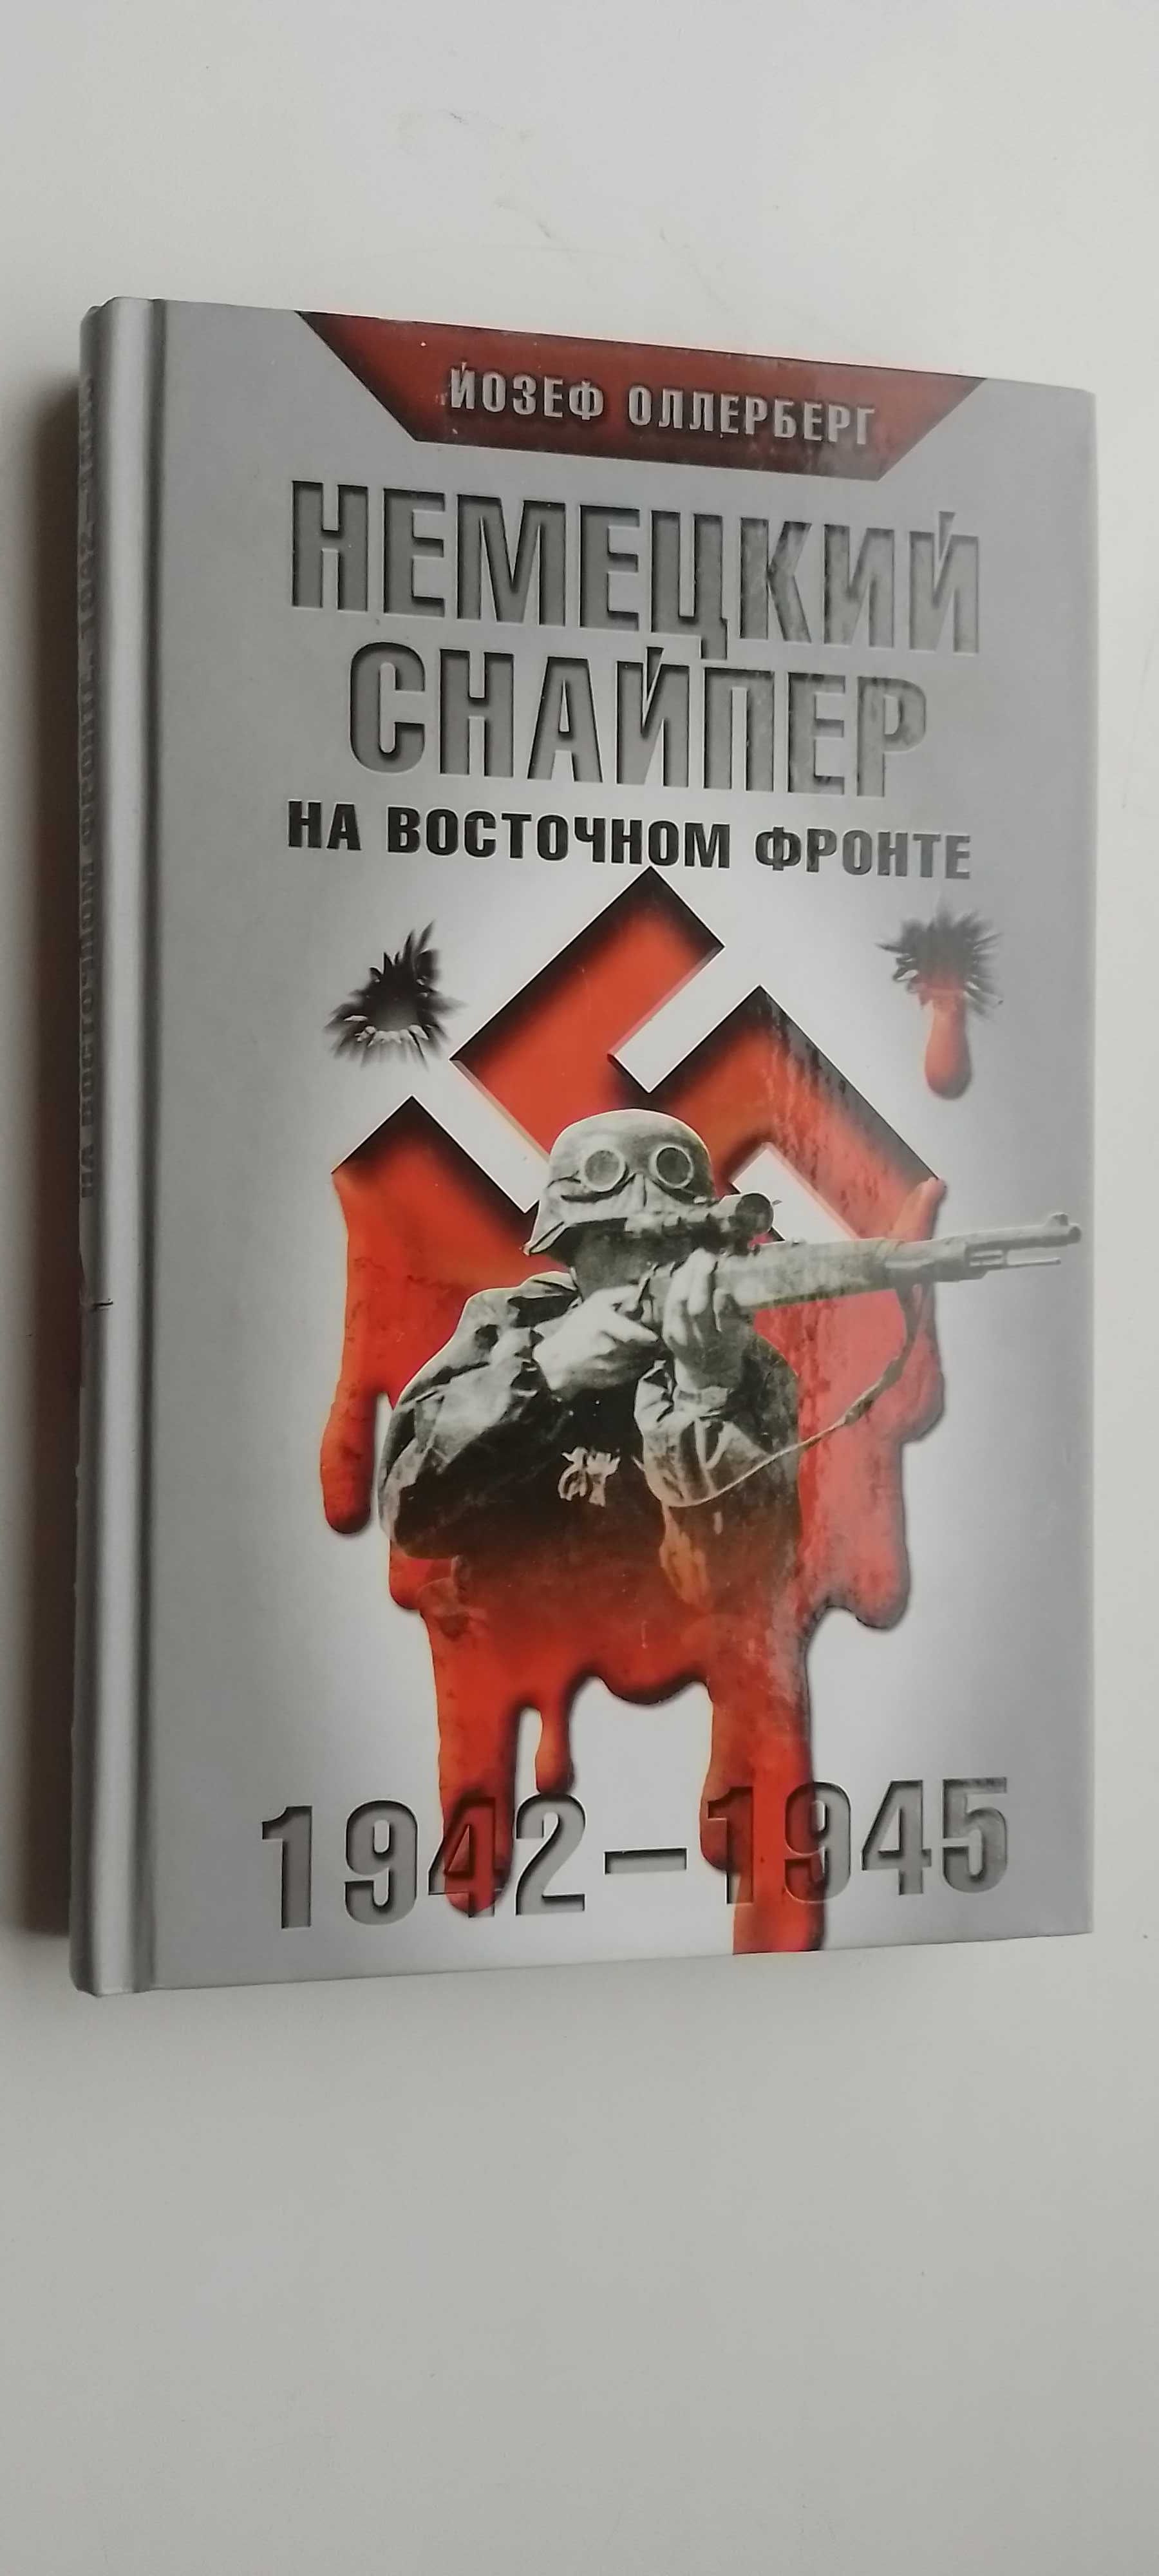 ЙОЗЕФ ОЛЛЕРБЕРГ
НЕМЕЦКИЙ
СНАЙПЕР
НА ВОСТОЧНОМ ФРОНТЕ
1942–1945